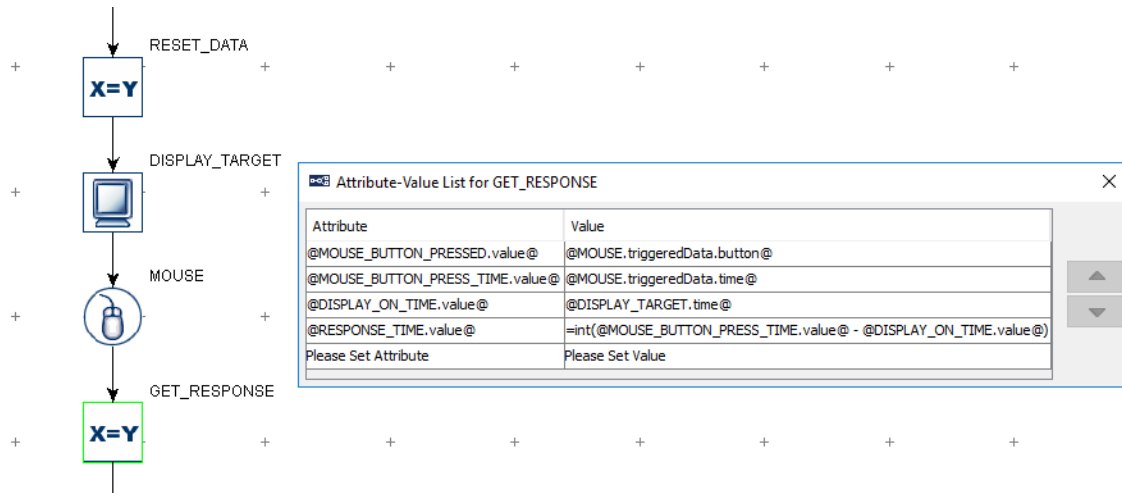 RESET_DATA
X=Y
DISPLAY_TARGET
Attribute-Value List for GET_RESPONSE
Attribute Value
@MOUSE_BUTTON_PRESSED.value@ @MOUSE.triggeredData.button@
@MOUSE_BUTTON_PRESS_TIME.value@ @MOUSE.triggeredData.time@
@DISPLAY_ON_TIME.value@ @DISPLAY_TARGET.time@
@RESPONSE_TIME.value@ =int(@MOUSE_BUTTON_PRESS_TIME.value@ - @DISPLAY_ON_TIME.value@)
Please Set Attribute Please Set Value
MOUSE
GET_RESPONSE
X=Y